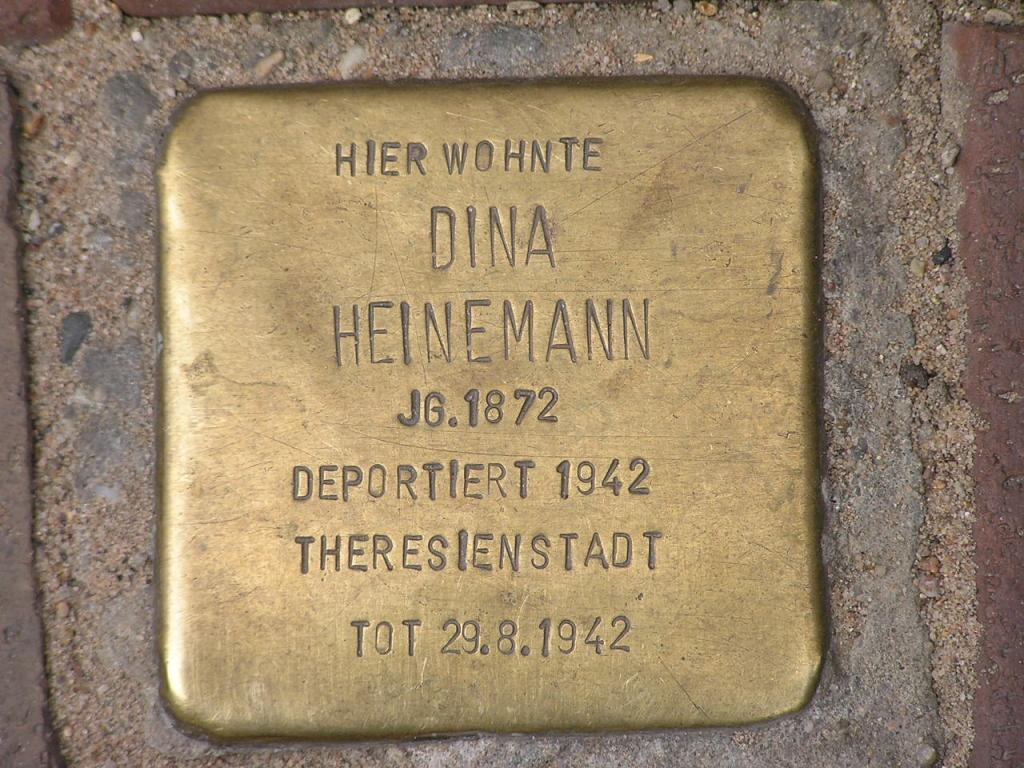 HIER WOHNTE
DINA
HEINEMANN
JG.1872
DEPORTIERT 1942
THERESIENSTADT
TOT 29.8.1942